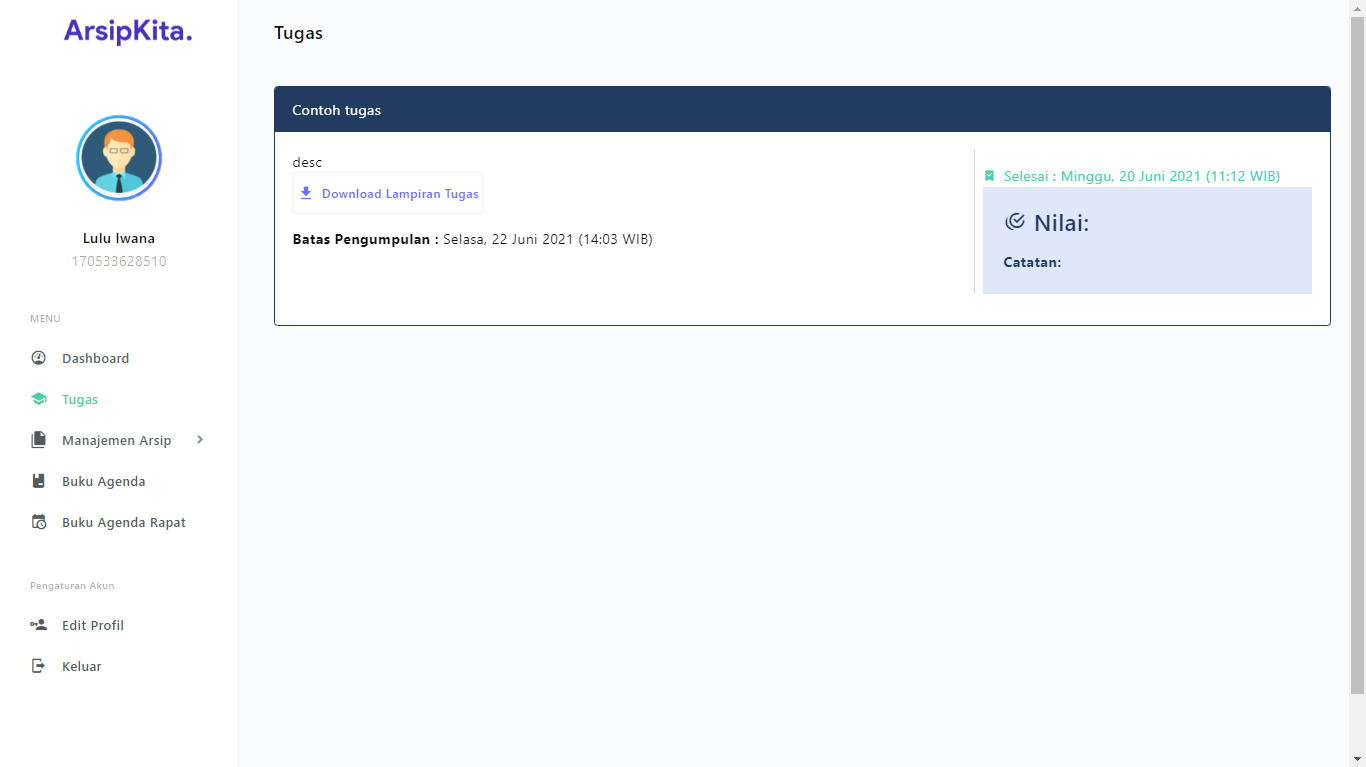 ArsipKita.
Lulu Iwana
170533628510
MENU
Dashboard
Tugas
Manajemen Arsip
Buku Agenda
Buku Agenda Rapat
Pengaturan Akun
Edit Profil
Keluar
Tugas
Contoh tugas
desc
Download Lampiran Tugas
Batas Pengumpulan : Selasa, 22 Juni 2021 (14:03 WIB)
Selesai : Minggu, 20 Juni 2021 (11:12 WIB)
Nilai:
Catatan: